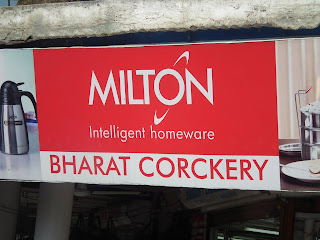 MILTON
Intelligent homeware
BHARAT CORCKERY